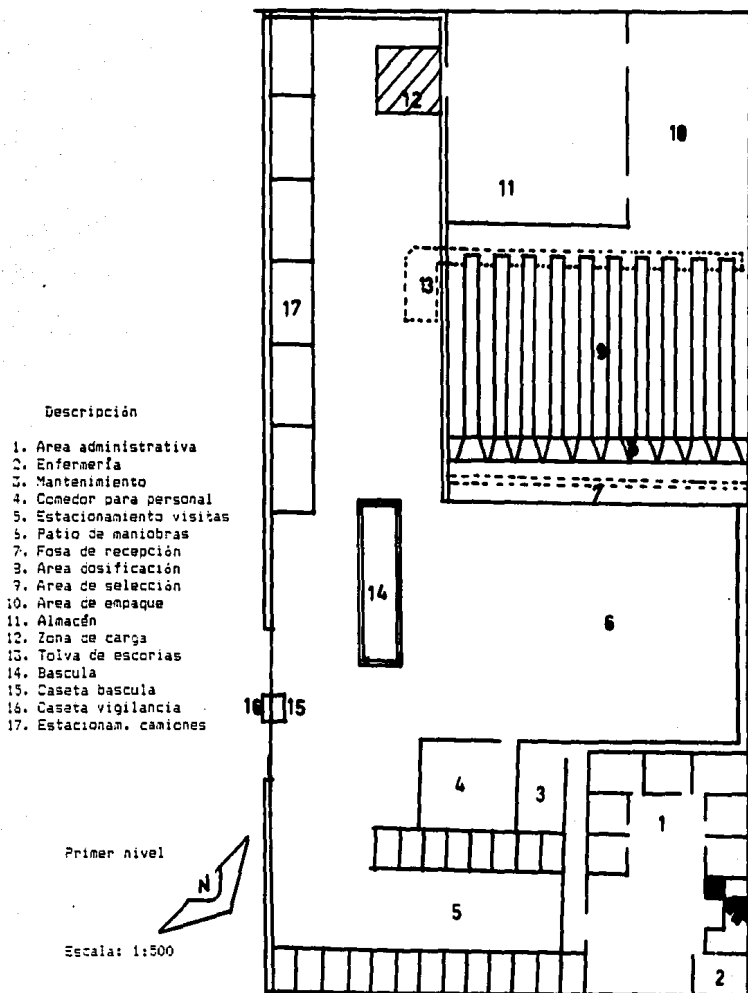 12
10
11
13
17
9
8
7
14
6
16
15
4
3
1
5
2
Descripción
1. Area administrativa
2. Enfermería
3. Mantenimiento
4. Comedor para personal
5. Estacionamiento visitas
6. Patio de maniobras
7. Fosa de recepción
8. Area dosificación
9. Area de selección
10. Area de empaque
11. Almacén
12. Zona de carga
13. Tolva de escorias
14. Bascula
15. Caseta bascula
16. Caseta vigilancia
17. Estacionam. camiones
Primer nivel
N
Escala: 1:500